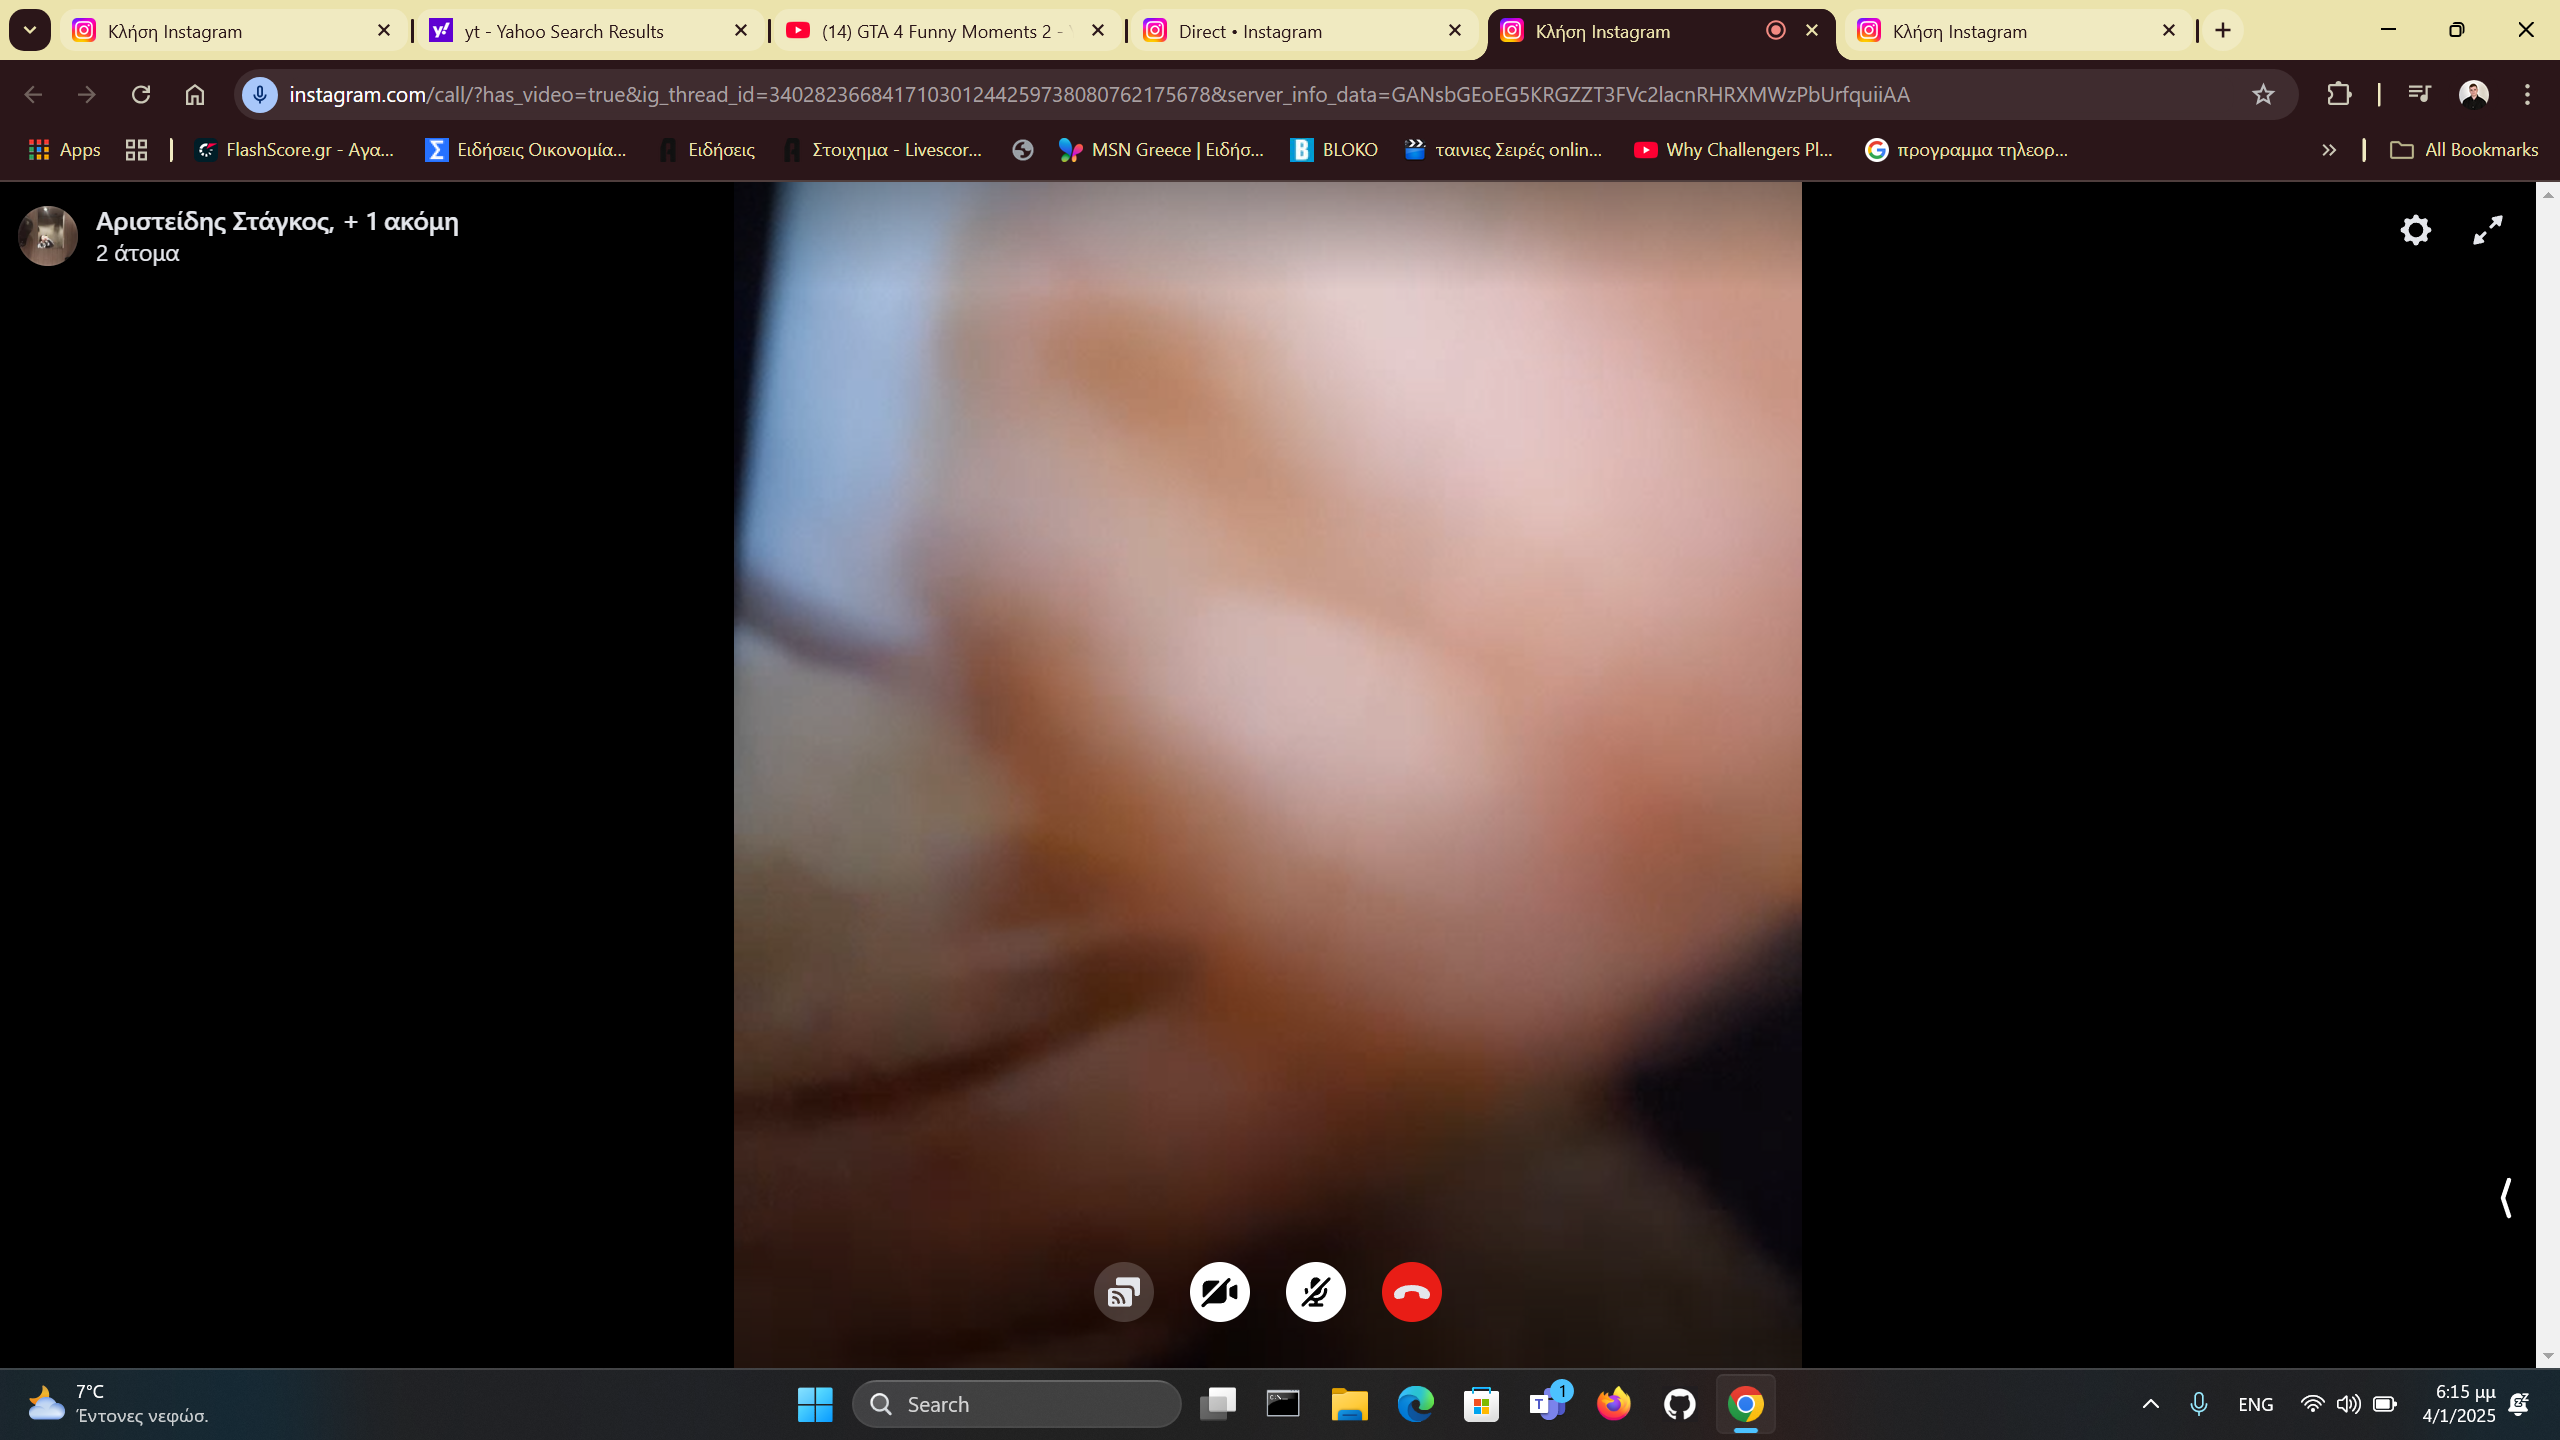 Κλήση Instagram
yt - Yahoo Search Results
(14) GTA 4 Funny Moments 2 -
Direct • Instagram
Κλήση Instagram
Κλήση Instagram
instagram.com/call/?has_video=true&ig_thread_id=340282366841710301244259738080762175678&server_info_data=GANsbGEoEG5KRGZZT3FVc2lacnRHRXMWzPbUrfquiiAA
Apps
FlashScore.gr - Αγα...
Ειδήσεις Οικονομία...
Ειδήσεις
Στοιχημα - Livescor...
MSN Greece | Ειδήσ...
BLOKO
ταινιες Σειρές onlin...
Why Challengers Pl...
προγραμμα τηλεορ...
All Bookmarks
Αριστείδης Στάγκος, + 1 ακόμη
2 άτομα
7°C
Έντονες νεφώσ.
Search
1
ENG
6:15 μμ
4/1/2025